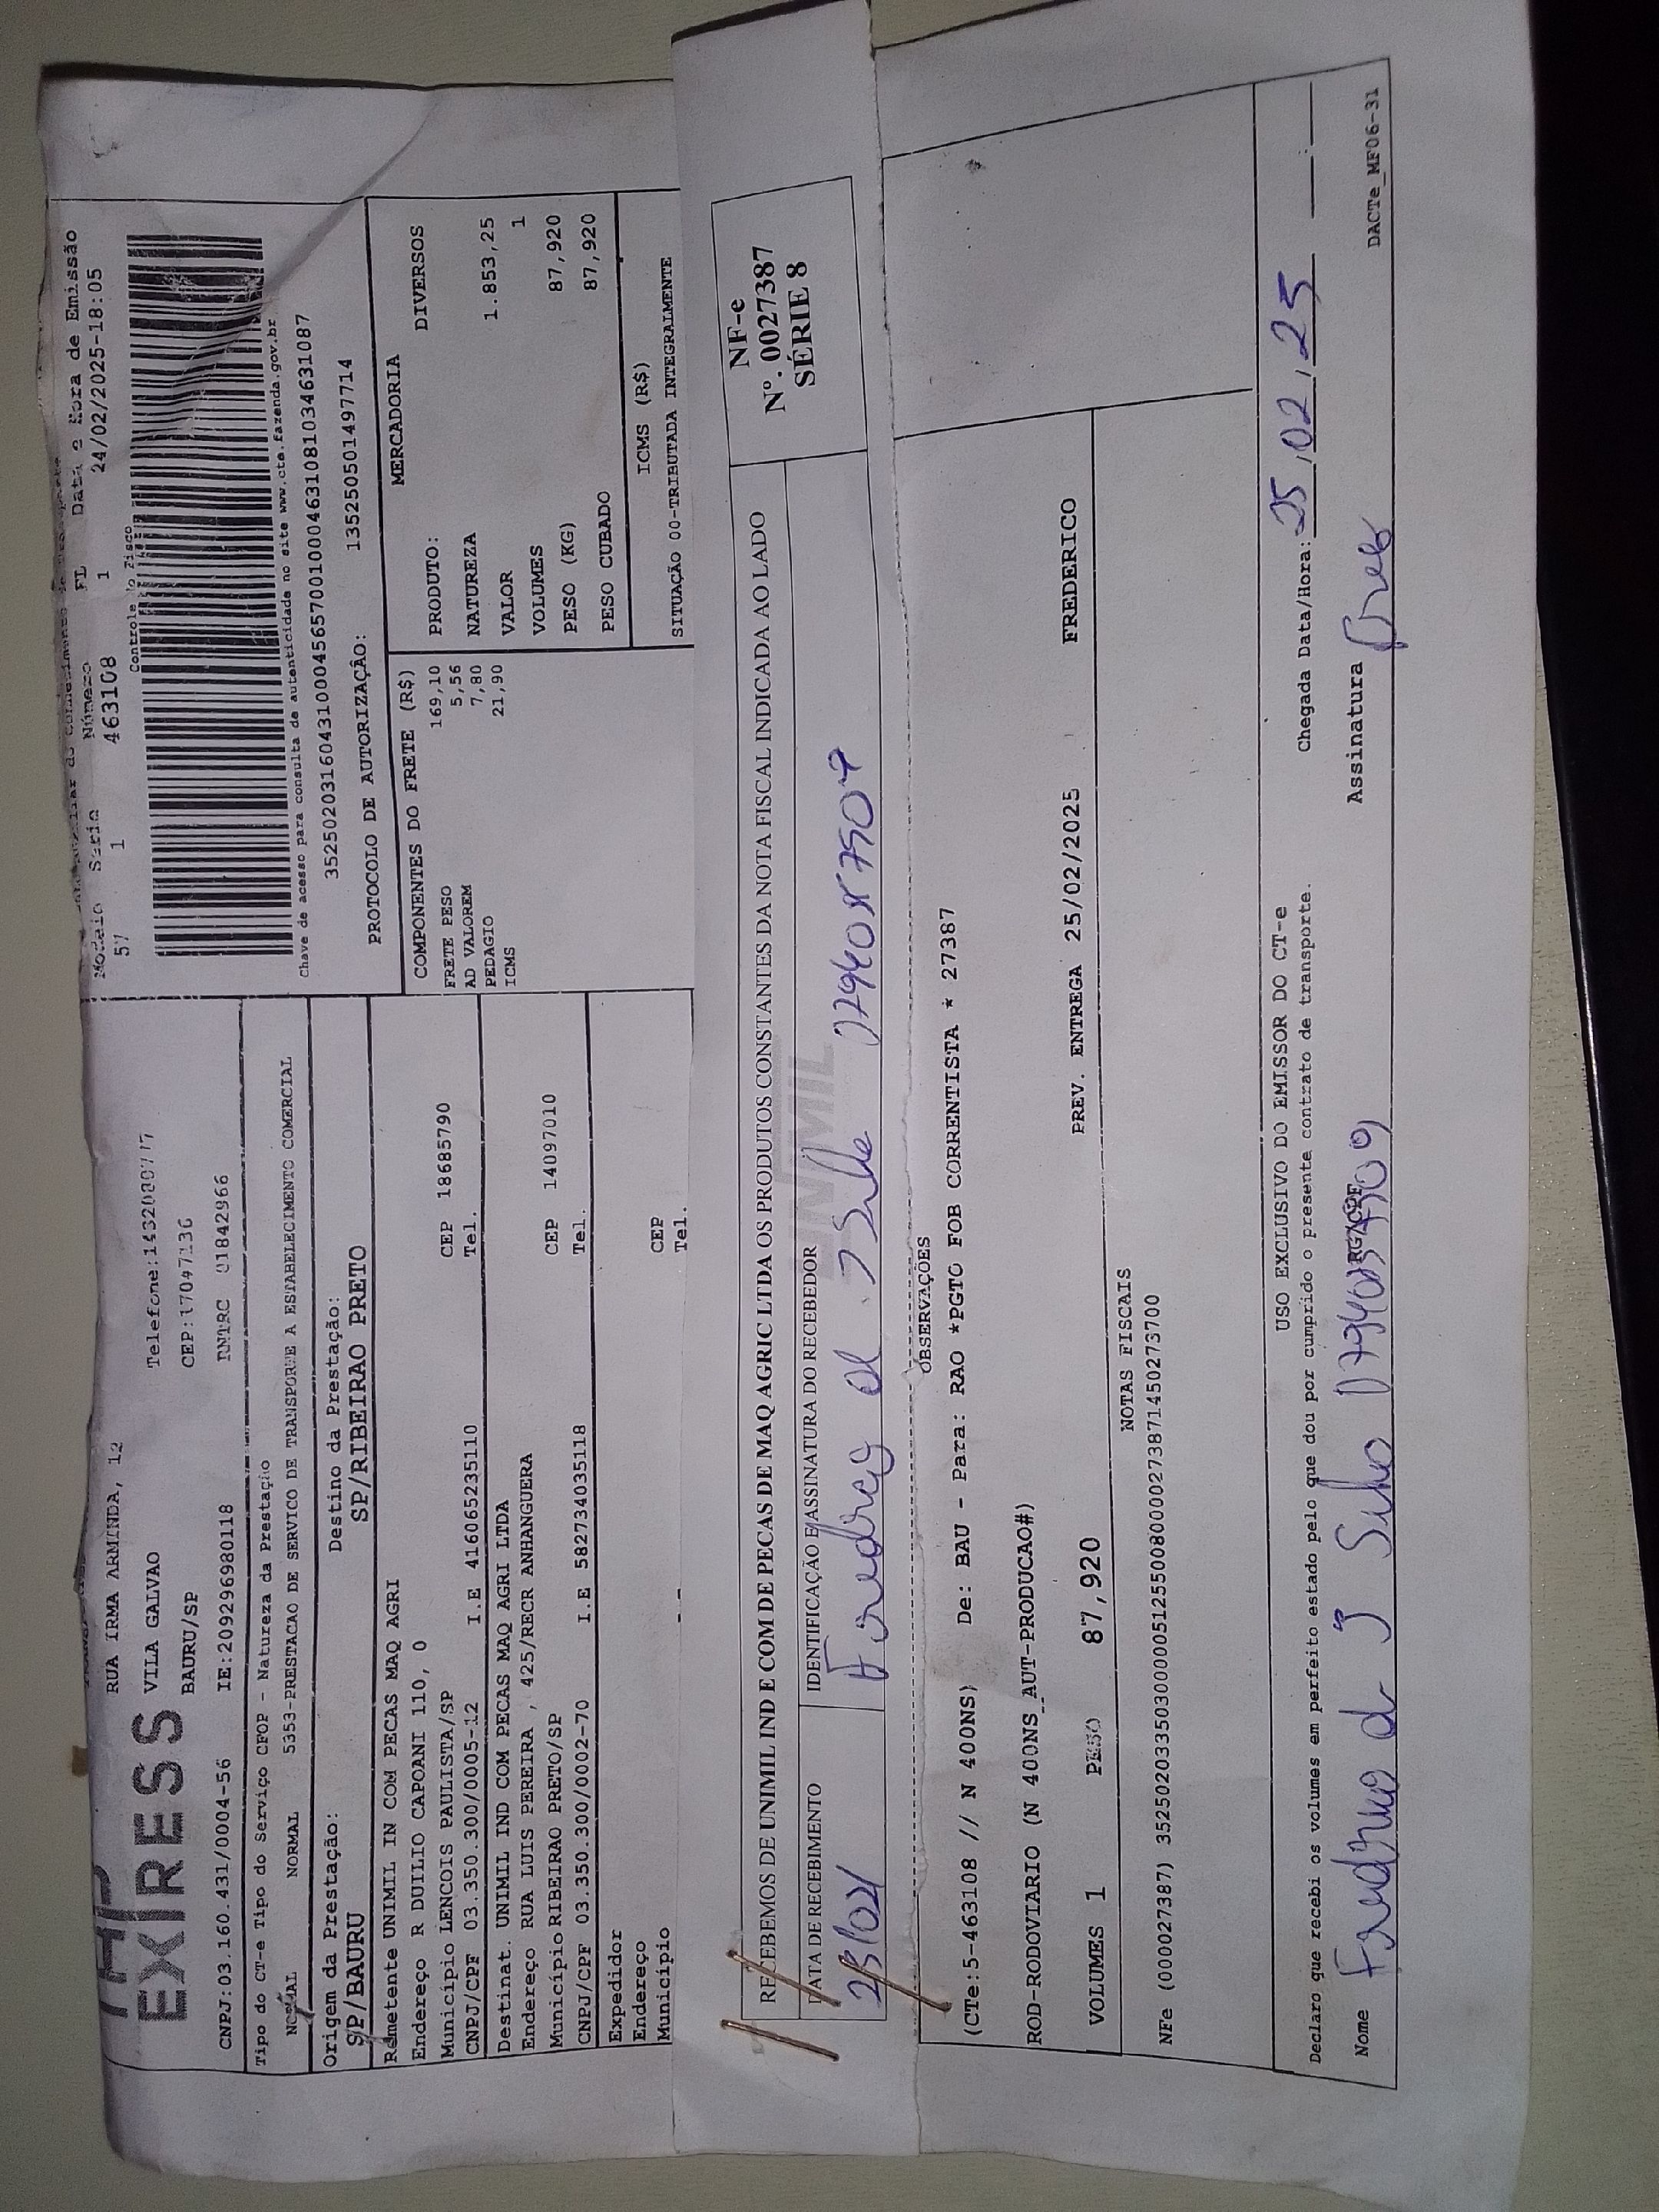 EXPRESS
RUA IRMA ARMINDA, 12
VILA GALVAO
BAURU/SP
CNPJ:03.160.431/0004-56 IE:209296980118
CEP:17047136
RNTRC 01842966
Tipo do CT-e Tipo do Serviço CFOP - Natureza da Prestação
NORMAL NORMAL 5353-PRESTACAO DE SERVICO DE TRANSPORTE A ESTABELECIMENTO COMERCIAL
Origem da Prestação: Destino da Prestação:
SP/BAURU SP/RIBEIRAO PRETO
Modelo Serie Número FL Data e Hora de Emissão
57 1 463108 1 24/02/2025-18:05
Controle do Fisco
Chave de acesso para consulta de autenticidade no site www.cte.fazenda.gov.br
35250203160431000456570010004631081034631087
PROTOCOLO DE AUTORIZAÇÃO: 135250501497714
Remetente UNIMIL IN COM PECAS MAQ AGRI
Endereço R DUILIO CAPOANI 110, 0
Município LENCOIS PAULISTA/SP CEP 18685790
CNPJ/CPF 03.350.300/0005-12 I.E 416065235110 Tel.
Destinat. UNIMIL IND COM PECAS MAQ AGRI LTDA
Endereço RUA LUIS PEREIRA , 425/RECR ANHANGUERA
Município RIBEIRAO PRETO/SP CEP 14097010
CNPJ/CPF 03.350.300/0002-70 I.E 582734035118 Tel.
Expedidor
Endereço CEP
Município Tel.
COMPONENTES DO FRETE (R$)
FRETE PESO 169,10
AD VALOREM 5,56
PEDAGIO 7,80
ICMS 21,90
MERCADORIA
PRODUTO: DIVERSOS
NATUREZA
VALOR 1.853,25
VOLUMES 1
PESO (KG) 87,920
PESO CUBADO 87,920
ICMS (R$)
SITUAÇÃO 00-TRIBUTADA INTEGRALMENTE
RECEBEMOS DE UNIMIL IND E COM DE PECAS DE MAQ AGRIC LTDA OS PRODUTOS CONSTANTES DA NOTA FISCAL INDICADA AO LADO
NF-e
Nº. 0027387
SÉRIE 8
DATA DE RECEBIMENTO IDENTIFICAÇÃO E ASSINATURA DO RECEBEDOR
UNIMIL
OBSERVAÇÕES
(CTe:5-463108 // N 400NS) De: BAU - Para: RAO *PGTO FOB CORRENTISTA * 27387
ROD-RODOVIARIO (N 400NS_AUT-PRODUCAO#)
VOLUMES 1 PESO 87,920 PREV. ENTREGA 25/02/2025 FREDERICO
NOTAS FISCAIS
NFe (000027387) 35250203350300000512550080000273871450273700
USO EXCLUSIVO DO EMISSOR DO CT-e
Declaro que recebi os volumes em perfeito estado pelo que dou por cumprido o presente contrato de transporte.
Chegada Data/Hora: 25/02/25
Nome RG/CPF Assinatura
DACTe_MF06-31